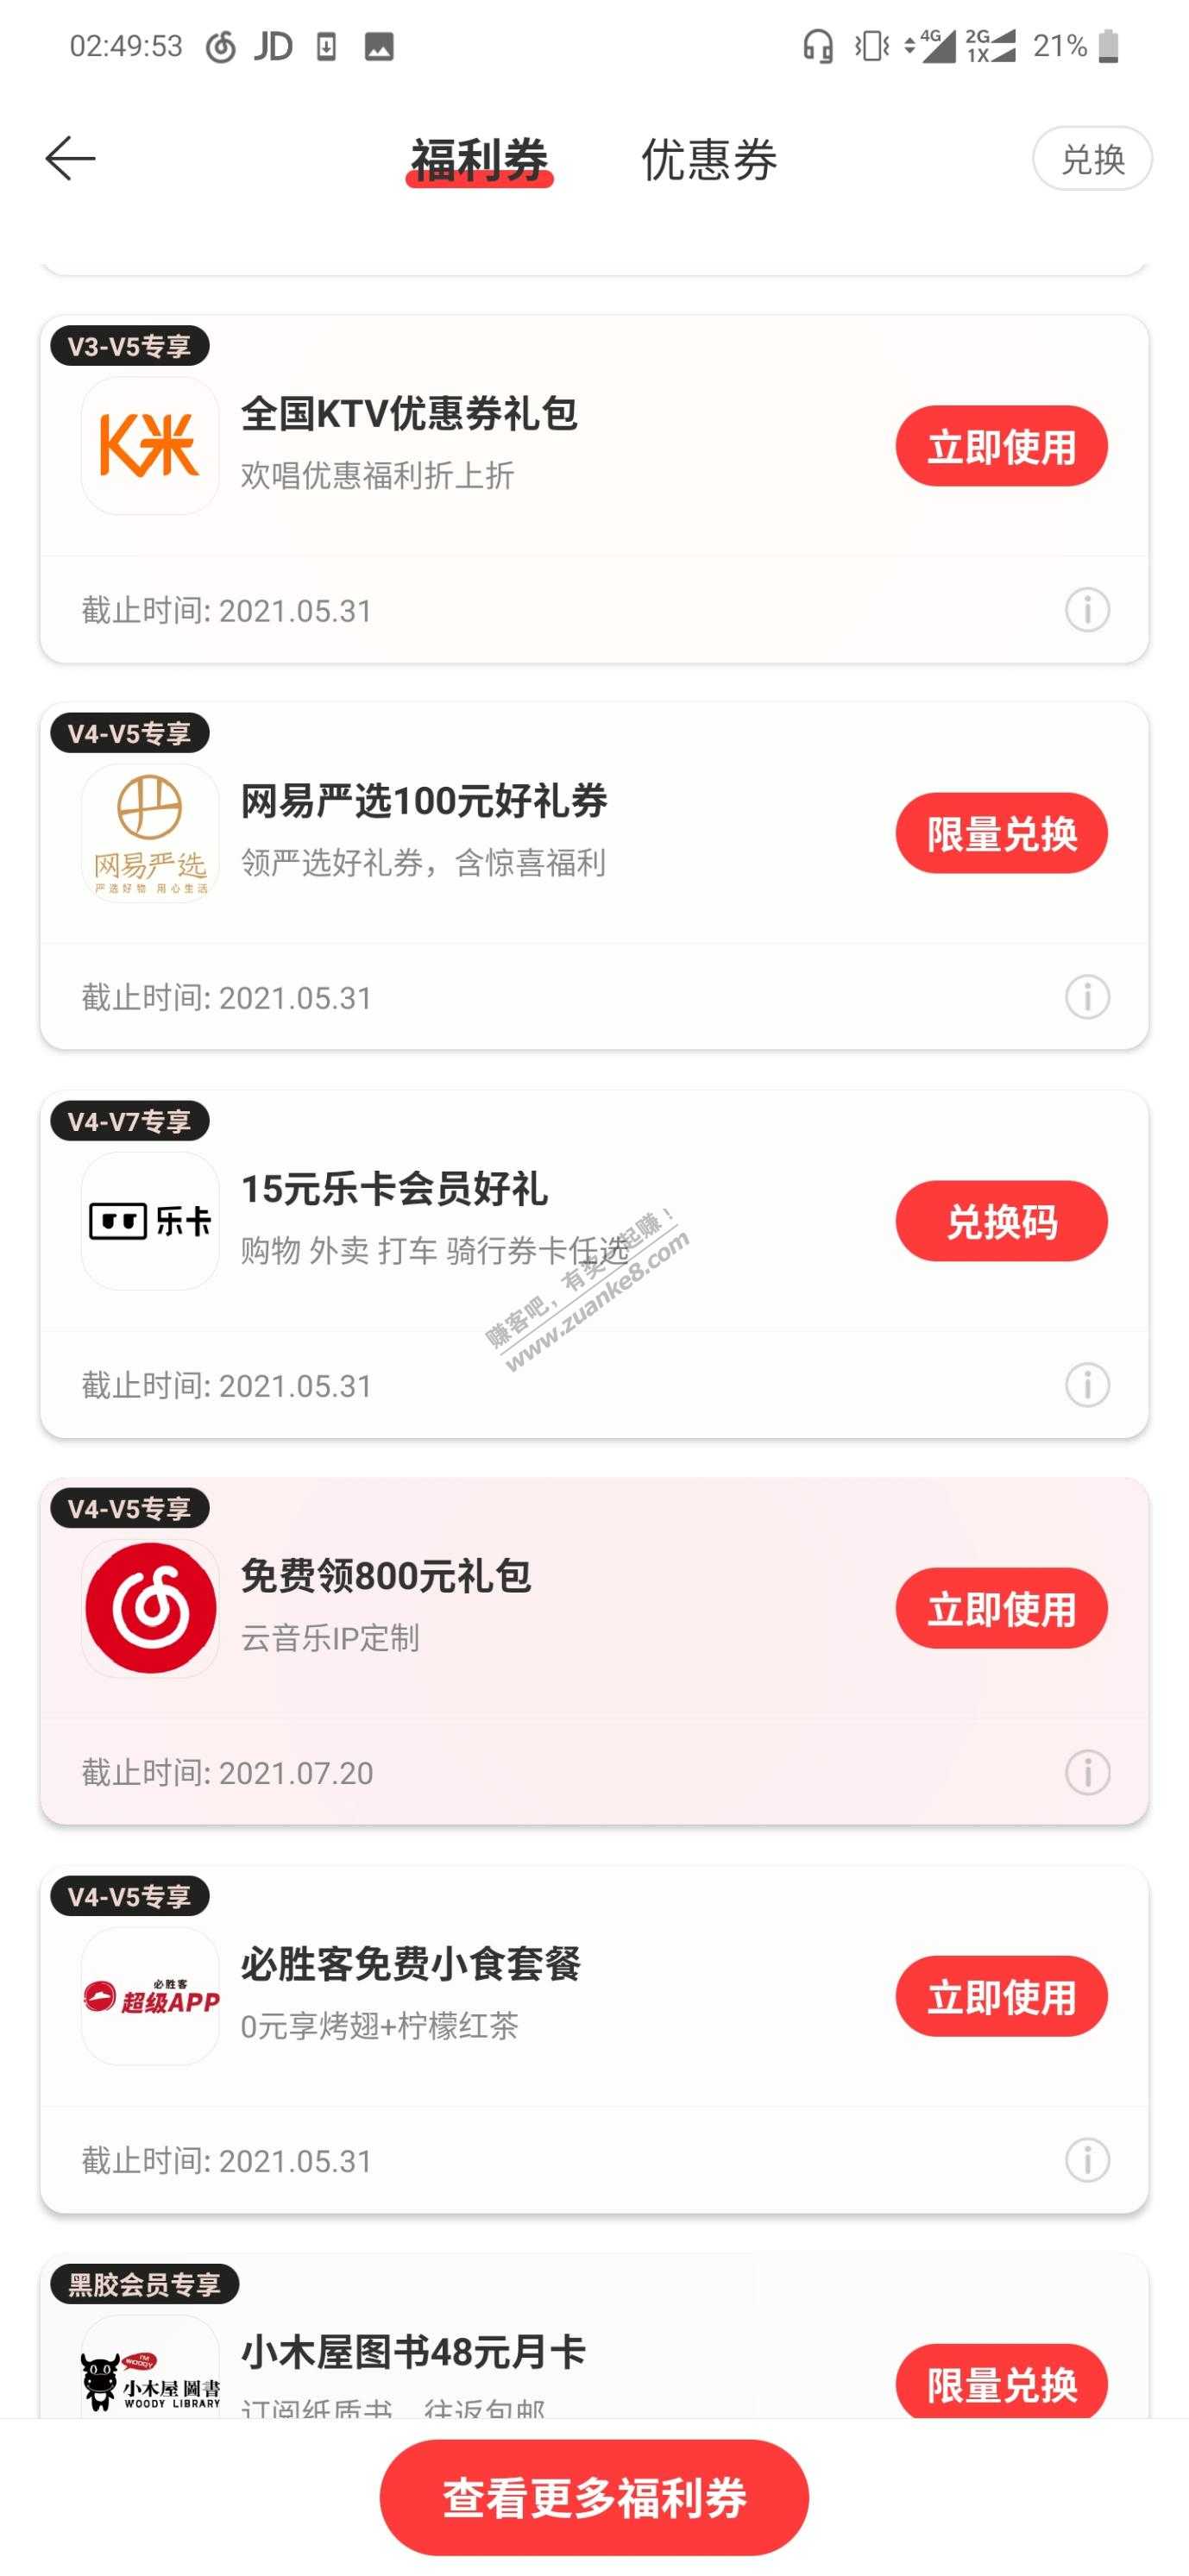 02:49:53 JD 4G 2G 1X 21%
福利券 优惠券 兑换
V3-V5专享
K米
全国KTV优惠券礼包
立即使用
欢唱优惠福利折上折
截止时间: 2021.05.31
V4-V5专享
网易严选100元好礼券
限量兑换
网易严选
严选好物 用心生活
领严选好礼券，含惊喜福利
截止时间: 2021.05.31
V4-V7专享
15元乐卡会员好礼
乐卡
兑换码
购物 外卖 打车 骑行券卡任选
赚客吧，有奖一起赚！
www.zuanke8.com
截止时间: 2021.05.31
V4-V5专享
免费领800元礼包
立即使用
云音乐IP定制
截止时间: 2021.07.20
V4-V5专享
必胜客免费小食套餐
必胜客
超级APP
立即使用
0元享烤翅+柠檬红茶
截止时间: 2021.05.31
黑胶会员专享
小木屋图书48元月卡
I'M WOODY
小木屋 圖書
WOODY LIBRARY
限量兑换
订阅纸质书，往返包邮
查看更多福利券